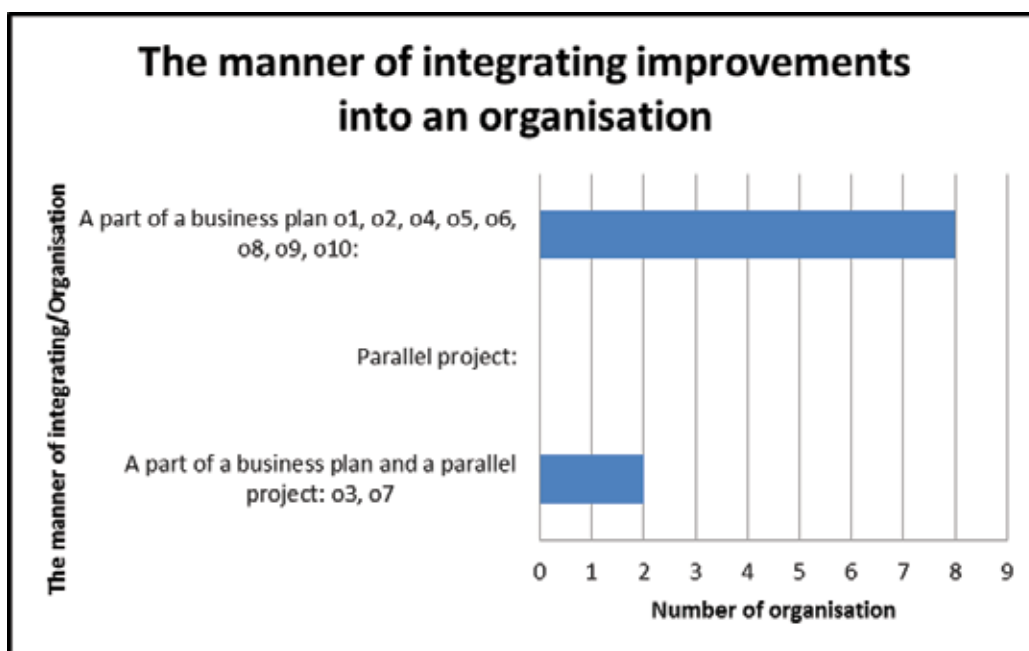 The manner of integrating improvements
into an organisation
The manner of integrating/Organisation
A part of a business plan o1, o2, o4, o5, o6,
o8, o9, o10:
Parallel project:
A part of a business plan and a parallel
project: o3, o7
0 1 2 3 4 5 6 7 8 9
Number of organisation